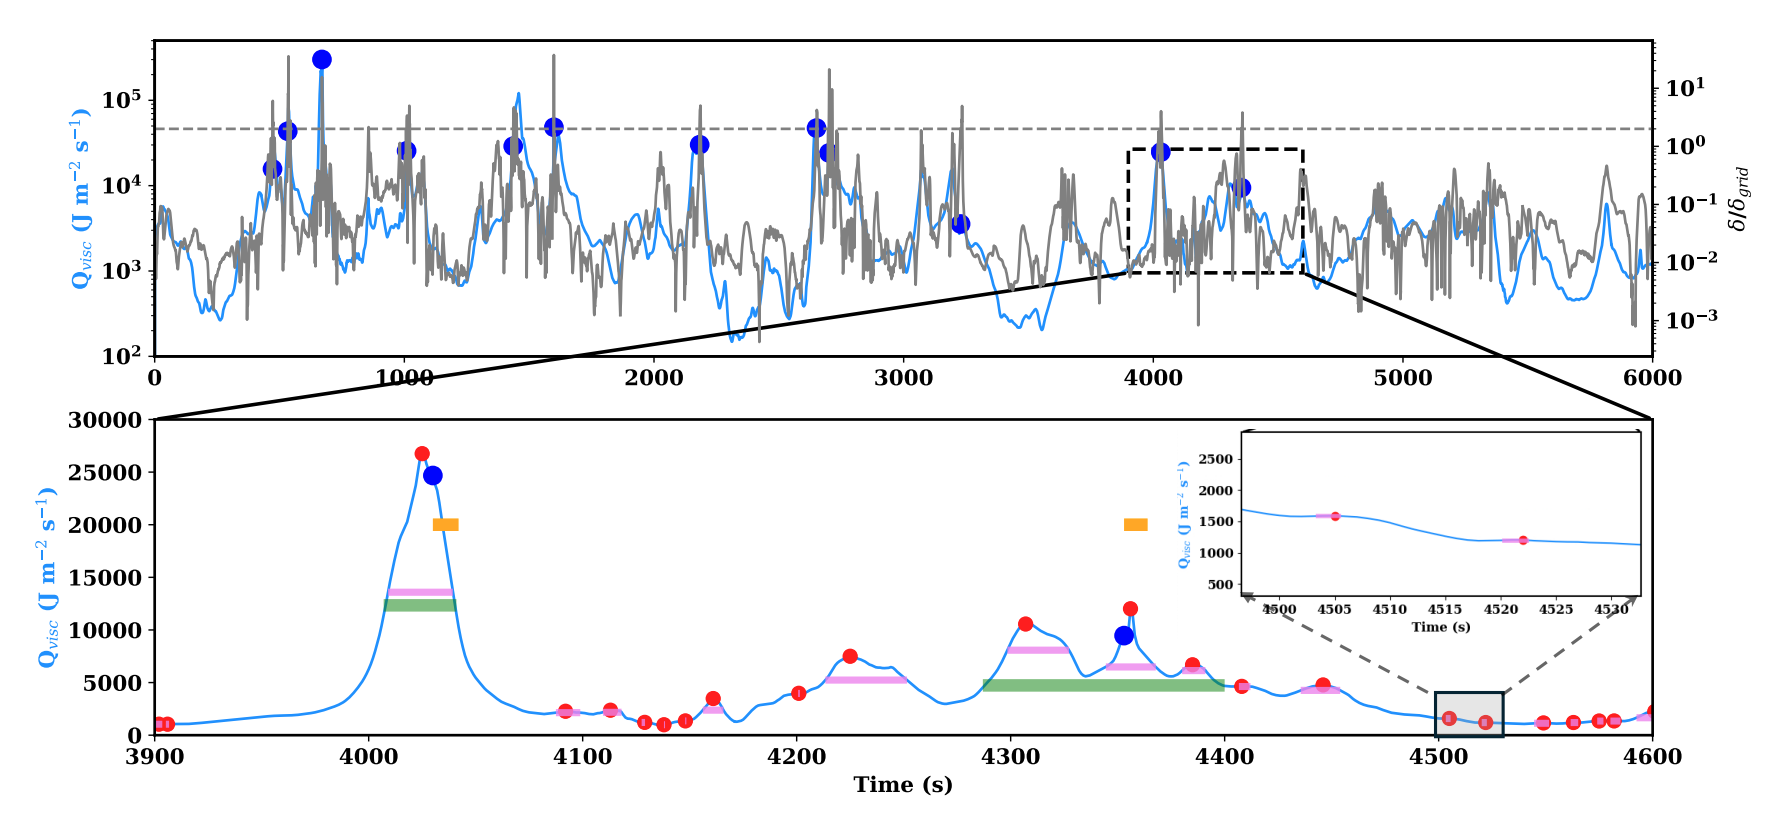 Q_visc (J m^-2 s^-1)
10^5
10^4
10^3
10^2
10^1
10^0
10^-1
10^-2
10^-3
δ/δ_grid
0 1000 2000 3000 4000 5000 6000
Q_visc (J m^-2 s^-1)
30000
25000
20000
15000
10000
5000
0
3900 4000 4100 4200 4300 4400 4500 4600
Time (s)
Q_visc (J m^-2 s^-1)
2500
2000
1500
1000
500
4500 4505 4510 4515 4520 4525 4530
Time (s)